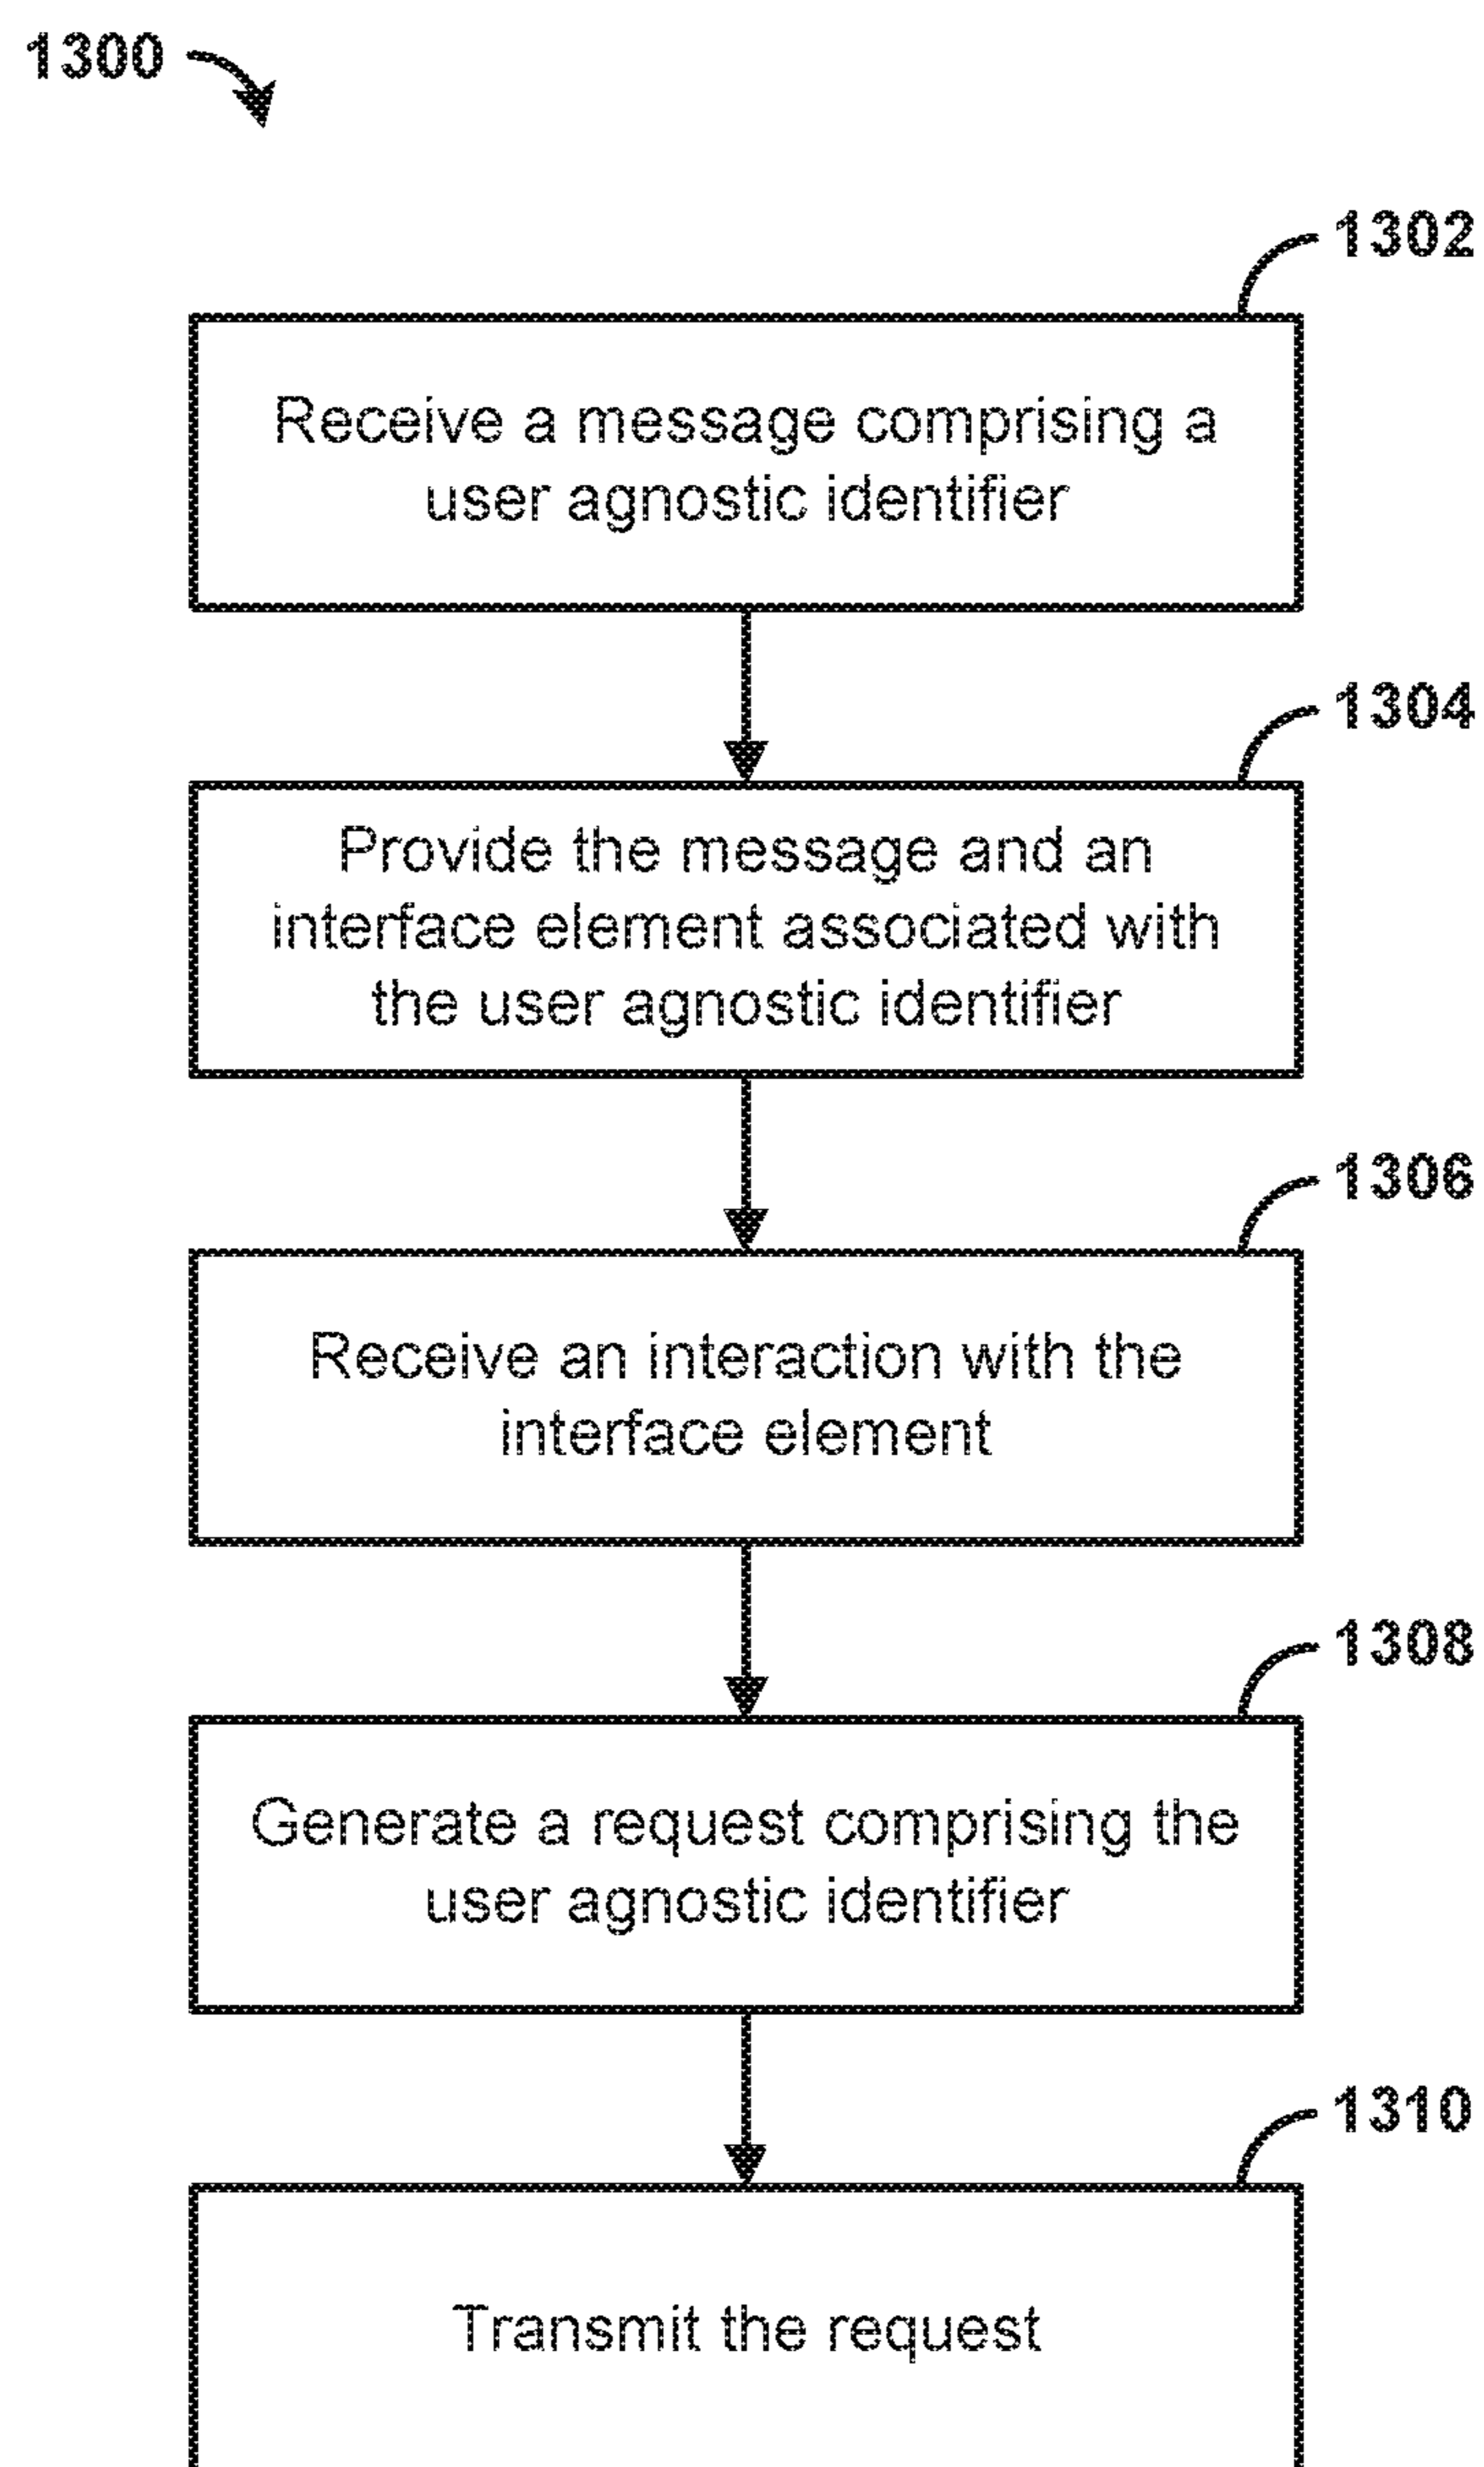 1300
1302
Receive a message comprising a
user agnostic identifier
1304
Provide the message and an
interface element associated with
the user agnostic identifier
1306
Receive an interaction with the
interface element
1308
Generate a request comprising the
user agnostic identifier
1310
Transmit the request